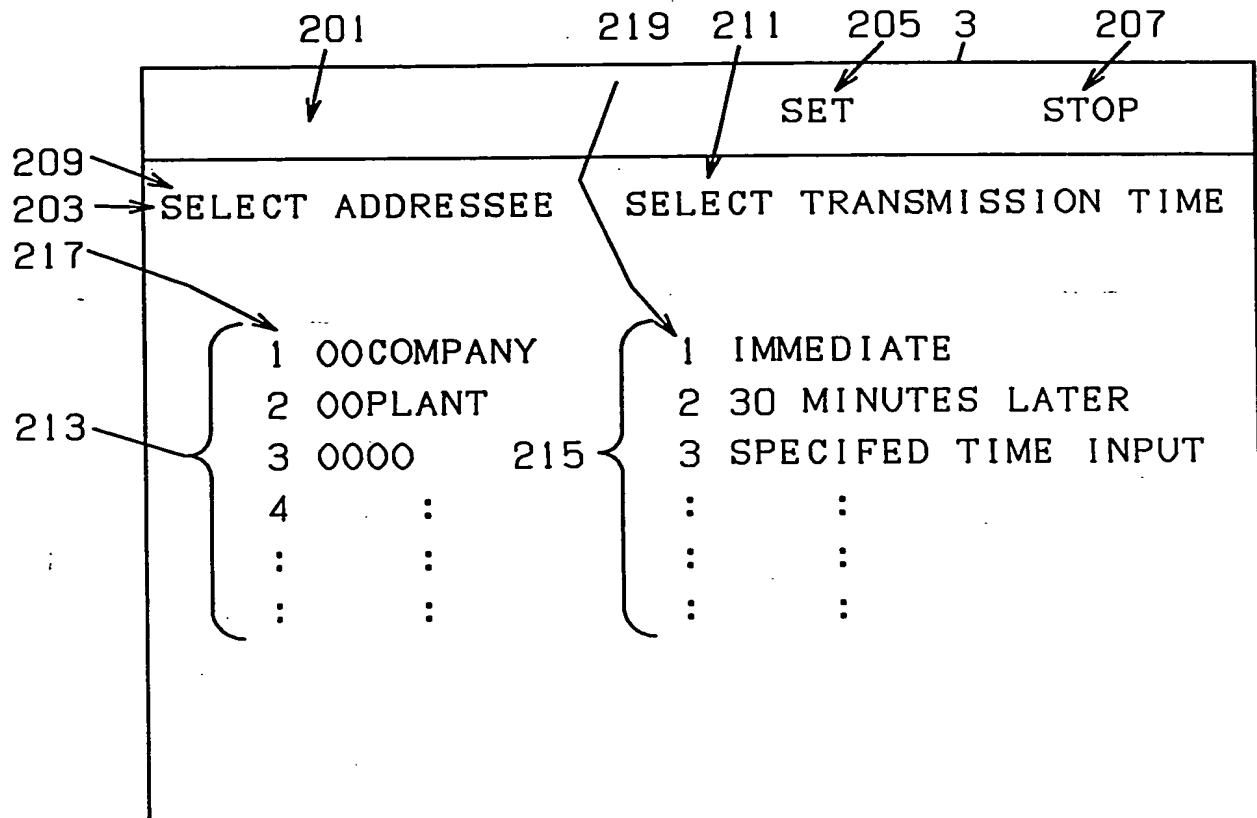 201 219 211 205 3 207
SET STOP
209
203 SELECT ADDRESSEE SELECT TRANSMISSION TIME
217
1 OOCOMPANY 1 IMMEDIATE
2 OOPLANT 2 30 MINUTES LATER
213 3 OOOO 215 3 SPECIFED TIME INPUT
4 : : :
: : : :
: : : :